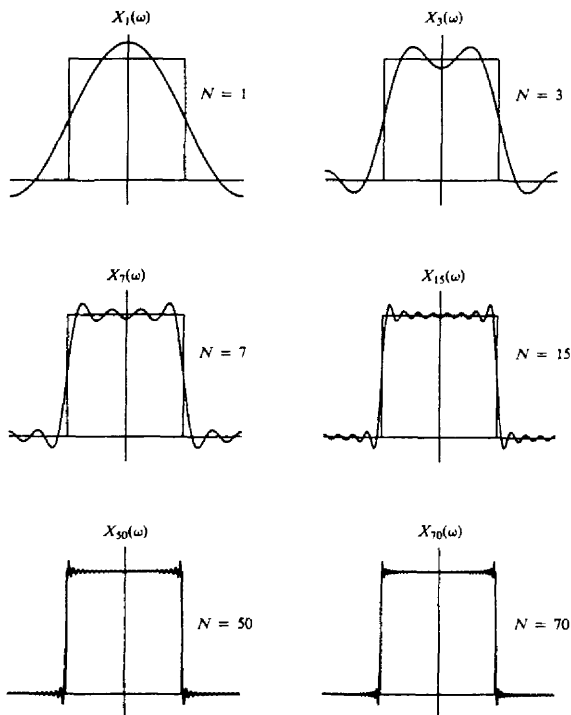 X₁(ω)
X₃(ω)
N = 1
N = 3
X₇(ω)
X₁₅(ω)
N = 7
N = 15
X₅₀(ω)
X₇₀(ω)
N = 50
N = 70